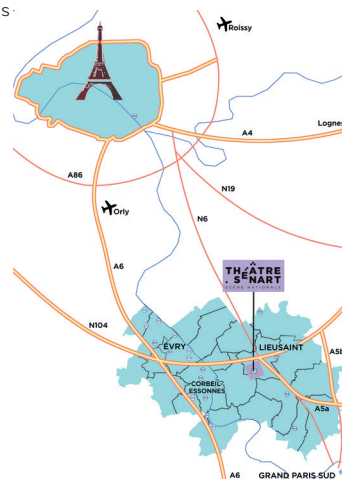 S
Roissy
A4
Lognes
A86
N19
Orly
N6
A6
THÉÂTRE
SÉNART
SCÈNE NATIONALE
N104
ÉVRY
LIEUSAINT
A5b
CORBEIL-
ESSONNES
A5a
A6
GRAND PARIS SUD